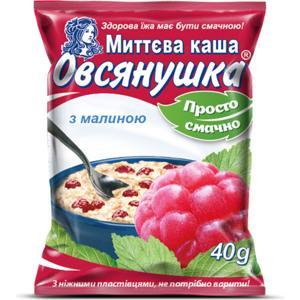 Здорова їжа має бути смачною!
Миттєва каша
Овсянушка®
Просто
смачно
з малиною
40g
З ніжними пластівцями, не потрібно варити!